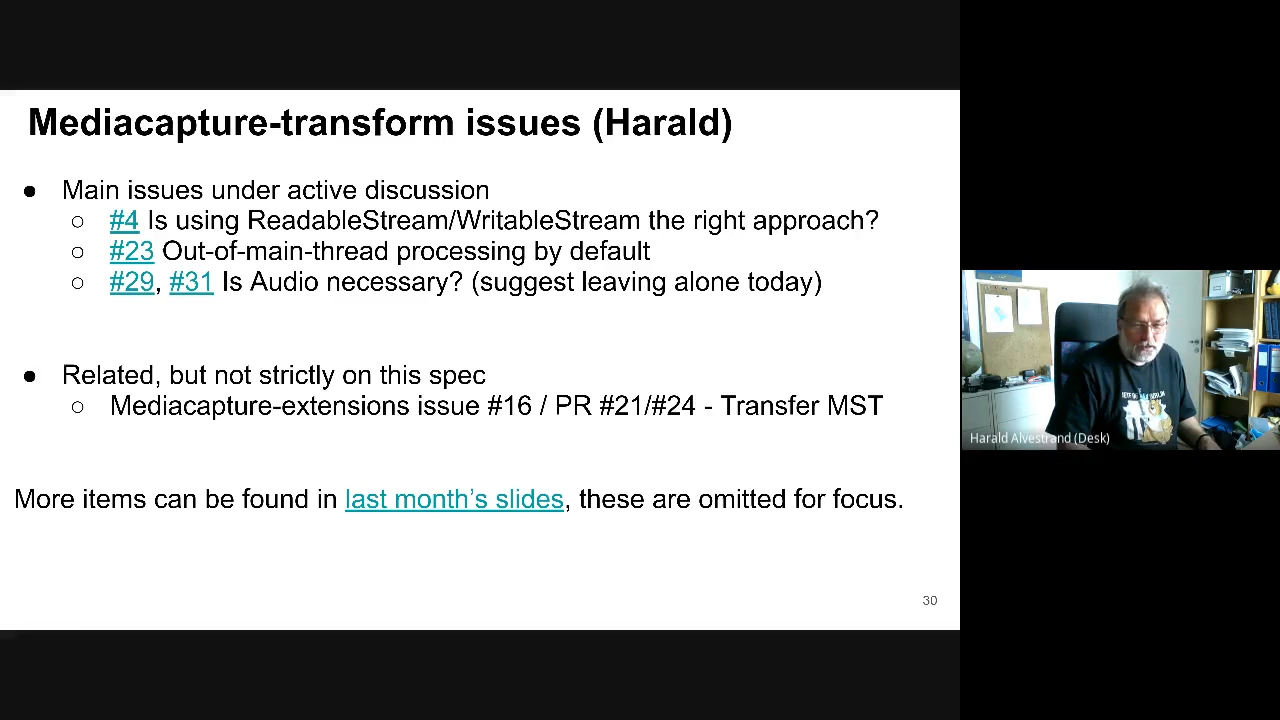 Mediacapture-transform issues (Harald)
● Main issues under active discussion
○ #4 Is using ReadableStream/WritableStream the right approach?
○ #23 Out-of-main-thread processing by default
○ #29, #31 Is Audio necessary? (suggest leaving alone today)
● Related, but not strictly on this spec
○ Mediacapture-extensions issue #16 / PR #21/#24 - Transfer MST
More items can be found in last month's slides, these are omitted for focus.
30
Harald Alvestrand (Desk)